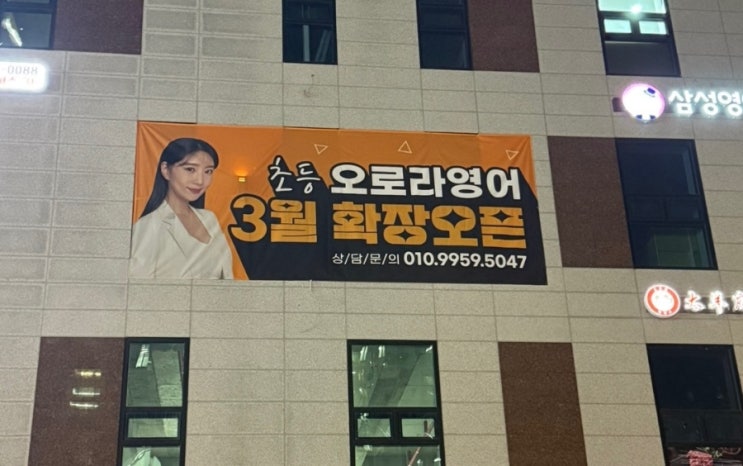 0088
삼성영
초등 오로라영어
3월 확장오픈
상/담/문/의 010.9959.5047